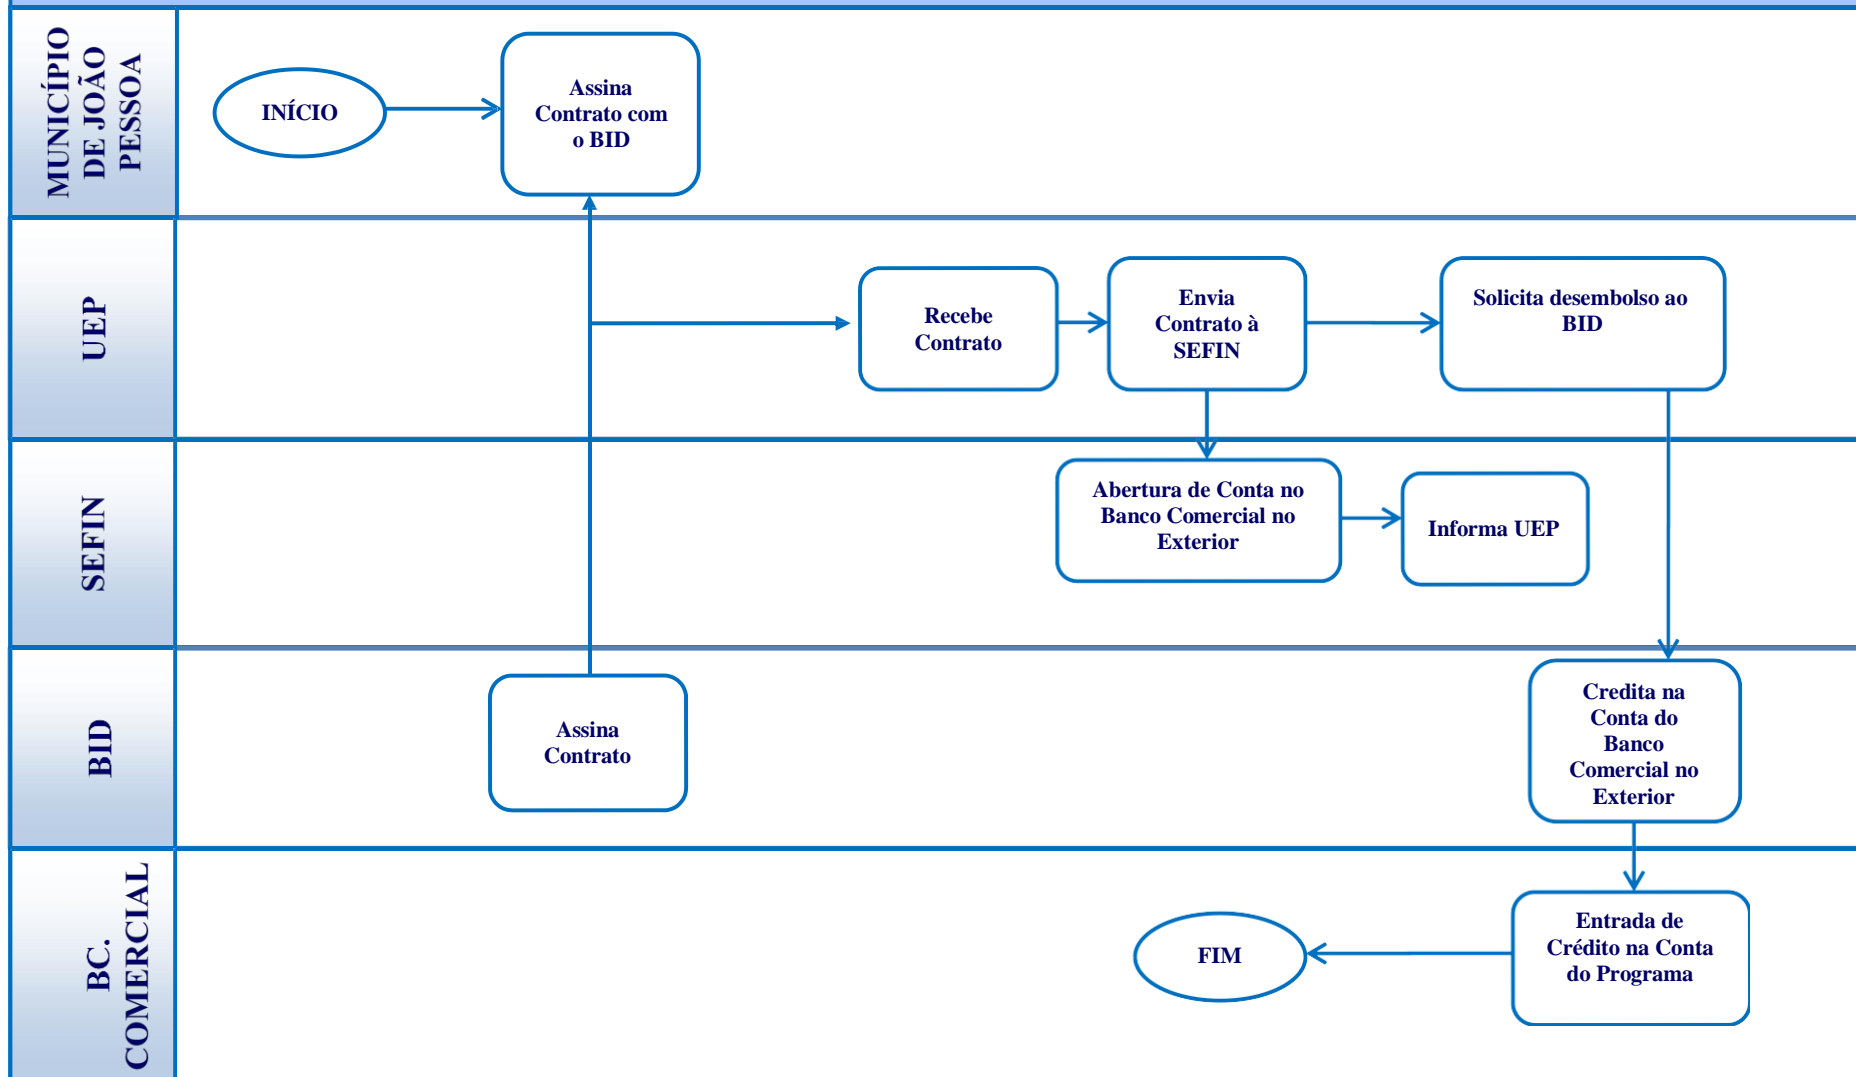 MUNICÍPIO
DE JOÃO
PESSOA
INÍCIO
Assina
Contrato com
o BID
UEP
Recebe
Contrato
Envia
Contrato à
SEFIN
Solicita desembolso ao
BID
SEFIN
Abertura de Conta no
Banco Comercial no
Exterior
Informa UEP
BID
Assina
Contrato
Credita na
Conta do
Banco
Comercial no
Exterior
BC.
COMERCIAL
FIM
Entrada de
Crédito na Conta
do Programa